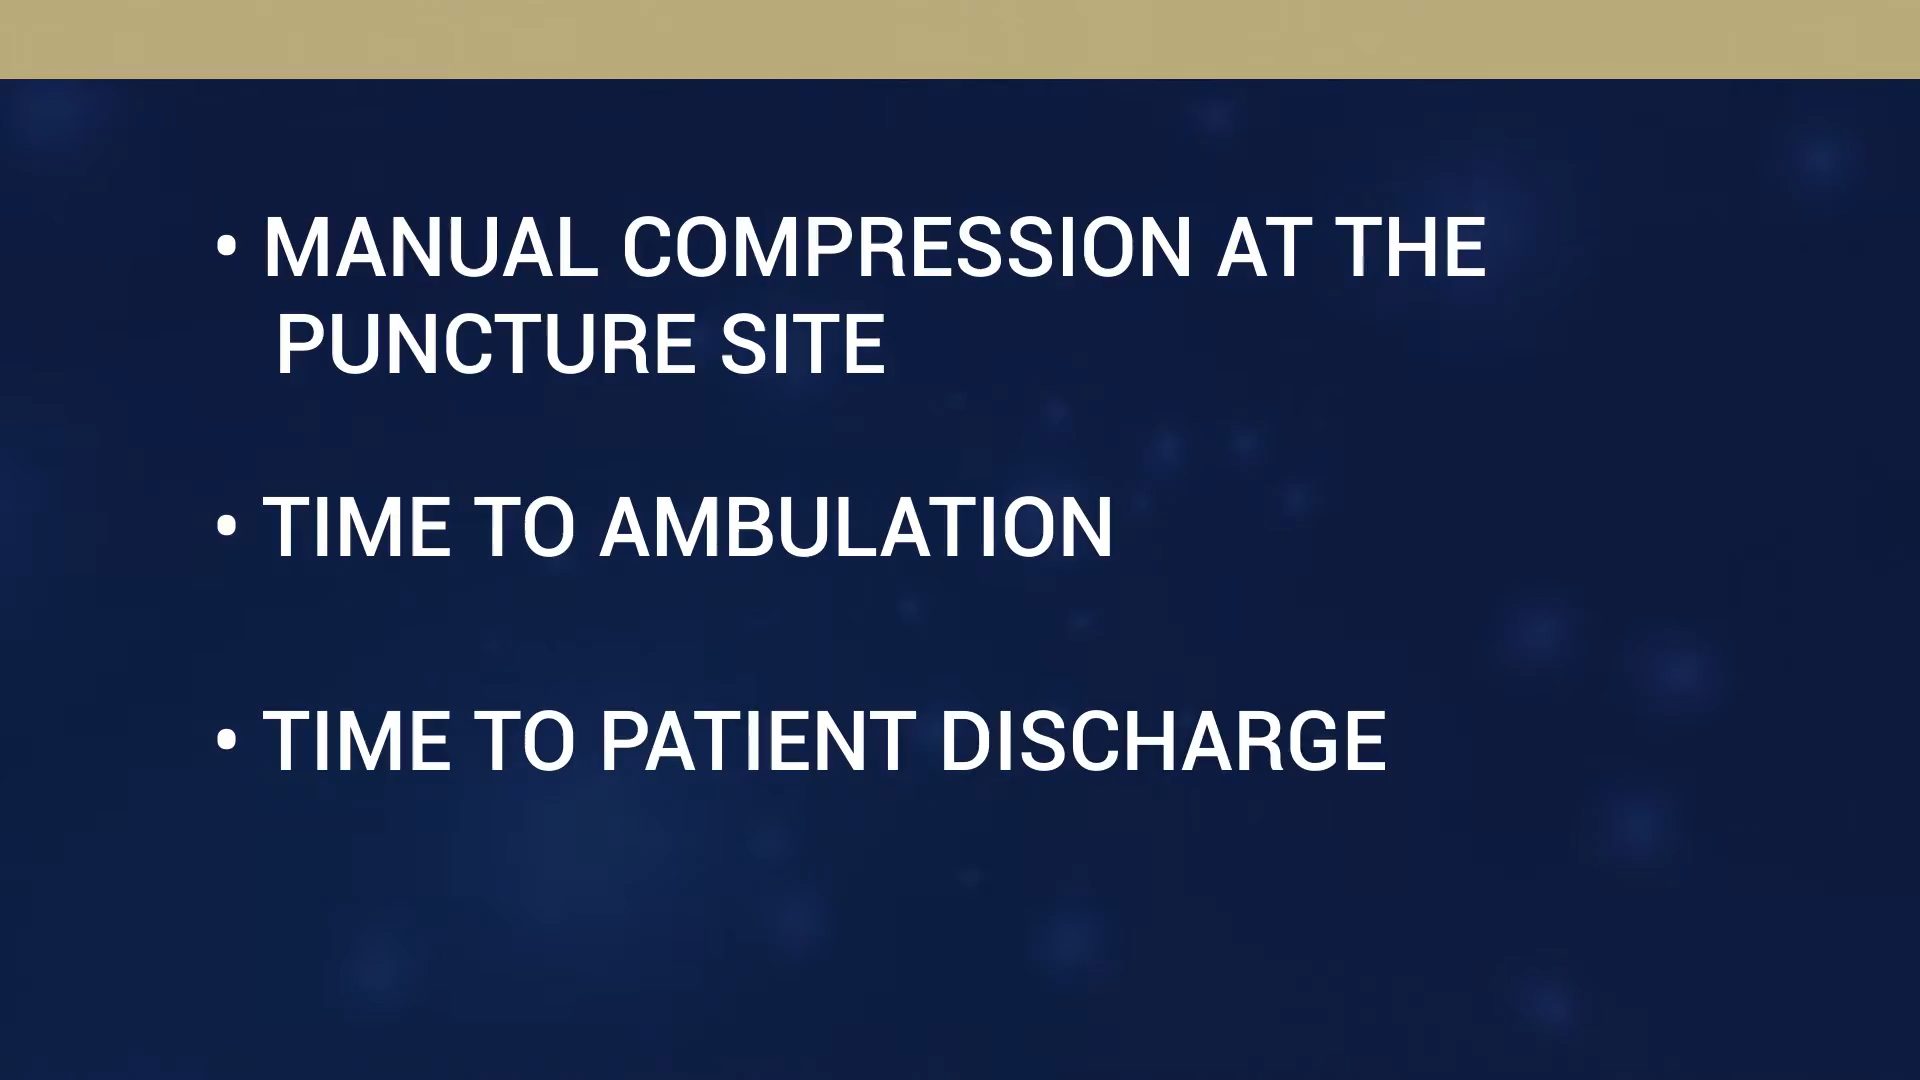 • MANUAL COMPRESSION AT THE
PUNCTURE SITE
• TIME TO AMBULATION
• TIME TO PATIENT DISCHARGE